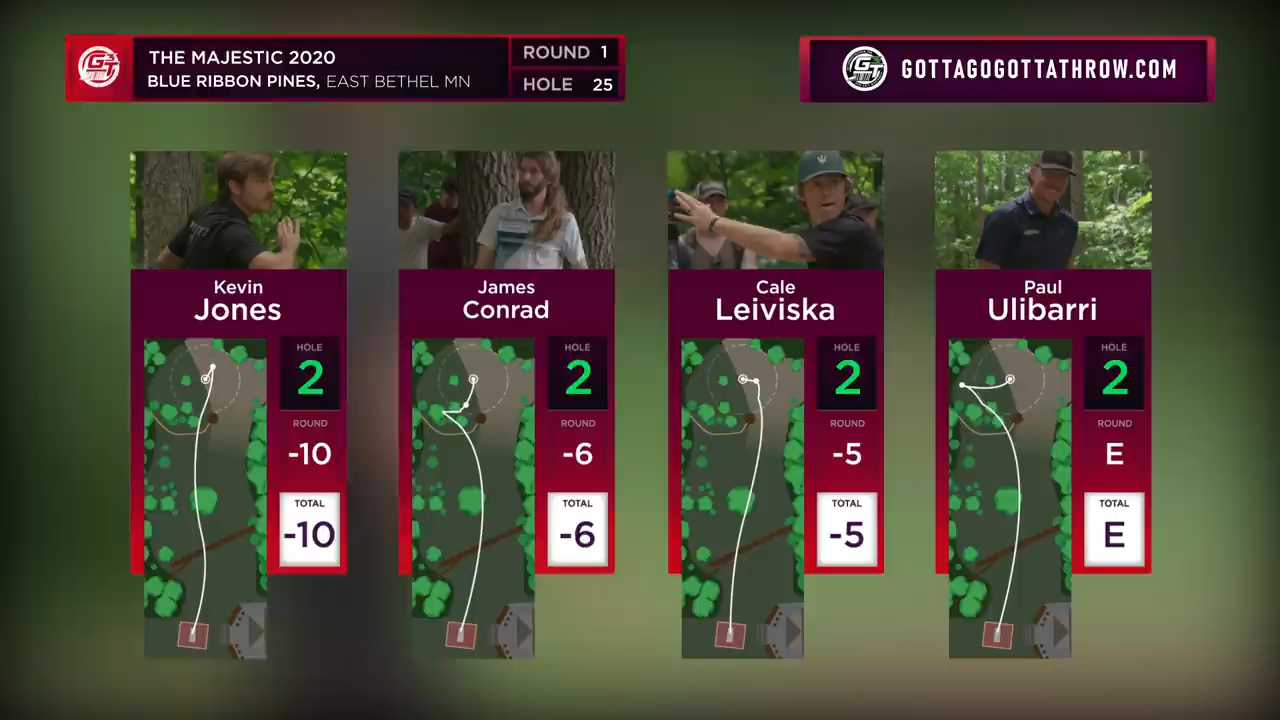 GT
THE MAJESTIC 2020
BLUE RIBBON PINES, EAST BETHEL MN
ROUND 1
HOLE 25
GT
GOTTAGOGOTTATHROW.COM
Kevin
Jones
HOLE
2
ROUND
-10
TOTAL
-10
James
Conrad
HOLE
2
ROUND
-6
TOTAL
-6
Cale
Leiviska
HOLE
2
ROUND
-5
TOTAL
-5
Paul
Ulibarri
HOLE
2
ROUND
E
TOTAL
E